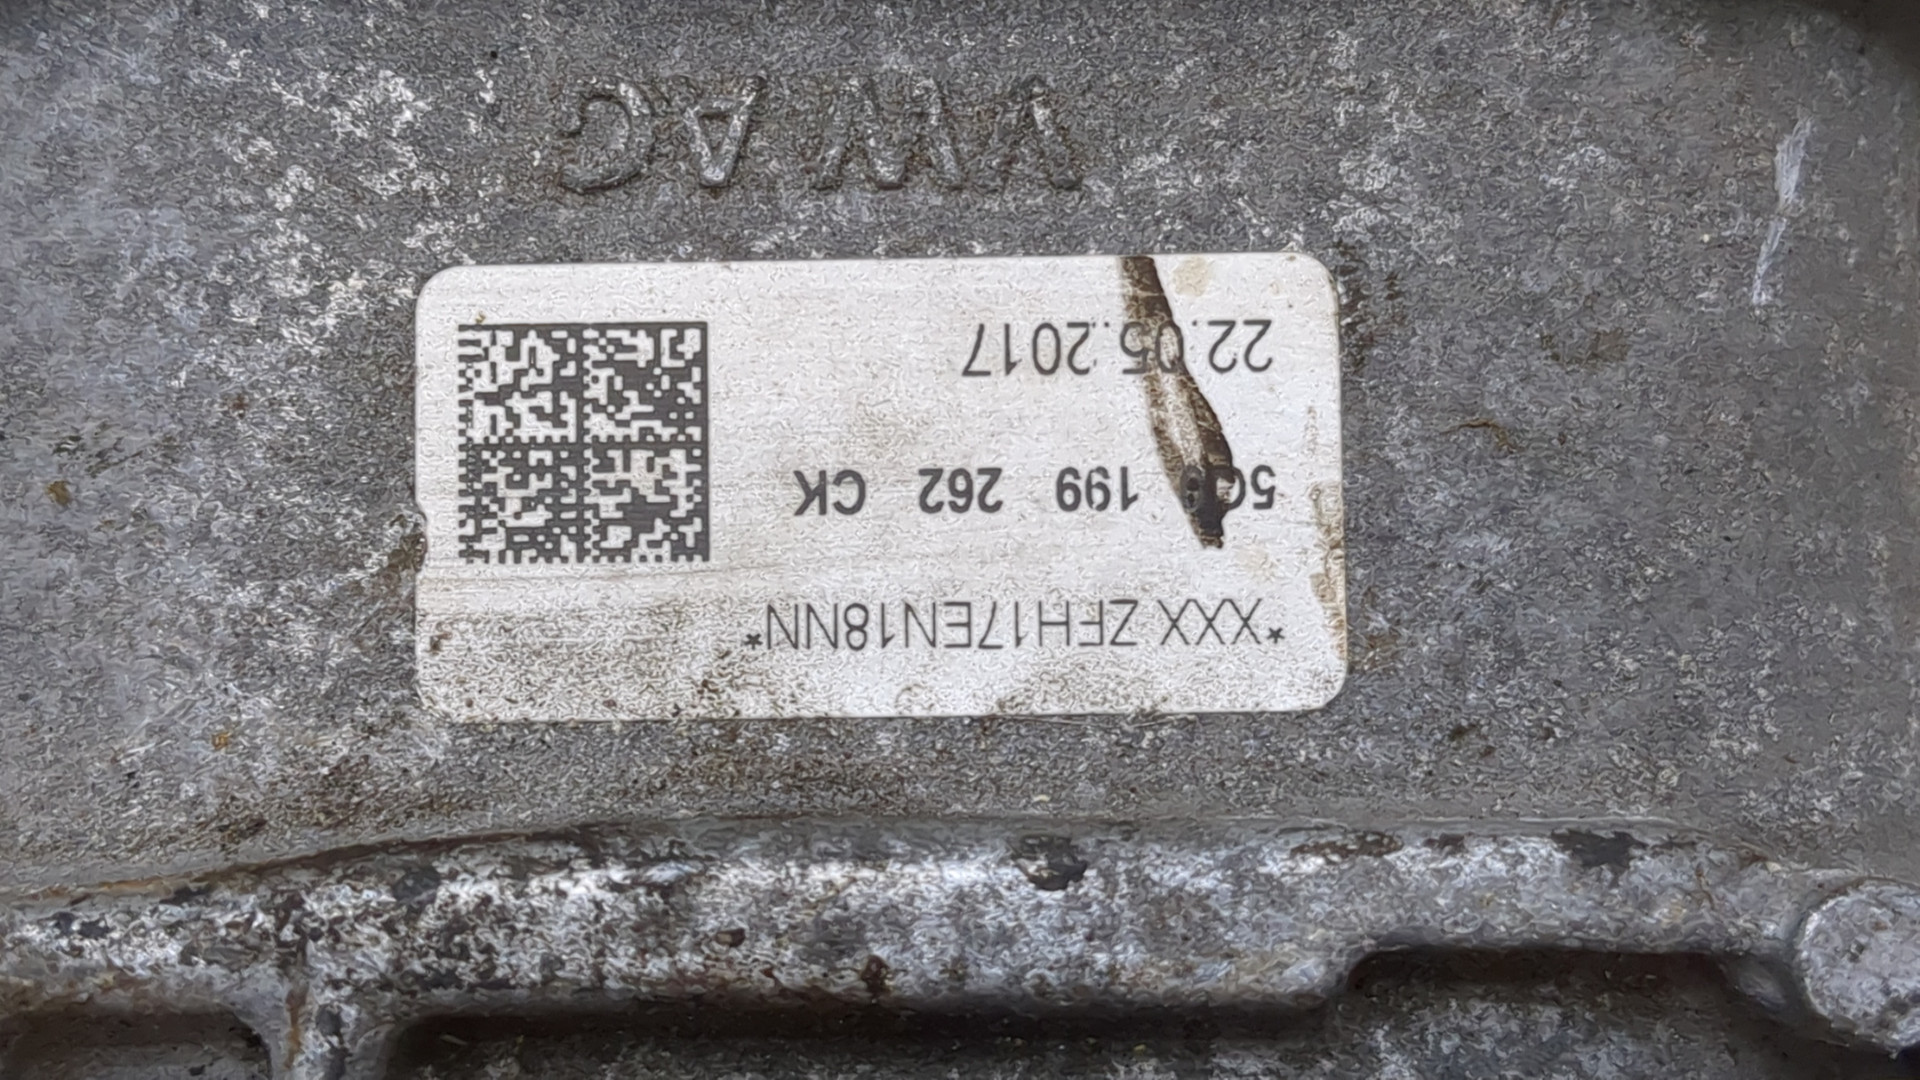 *XXX ZFH17EN18NN*
199 262 CK
22.05.2017
VW AG